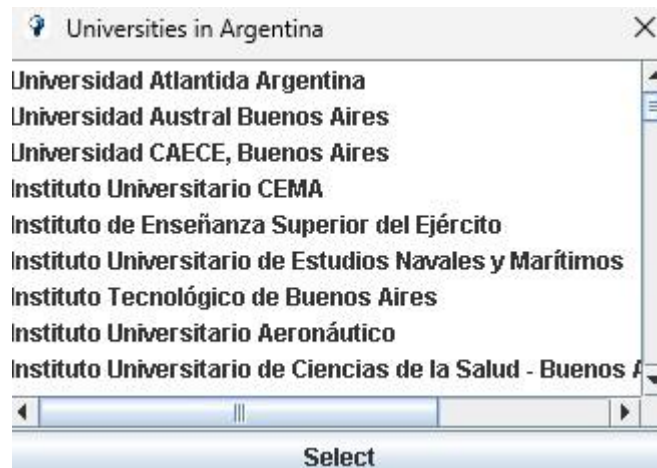 Universities in Argentina
Universidad Atlantida Argentina
Universidad Austral Buenos Aires
Universidad CAECE, Buenos Aires
Instituto Universitario CEMA
Instituto de Enseñanza Superior del Ejército
Instituto Universitario de Estudios Navales y Marítimos
Instituto Tecnológico de Buenos Aires
Instituto Universitario Aeronáutico
Instituto Universitario de Ciencias de la Salud - Buenos A
Select